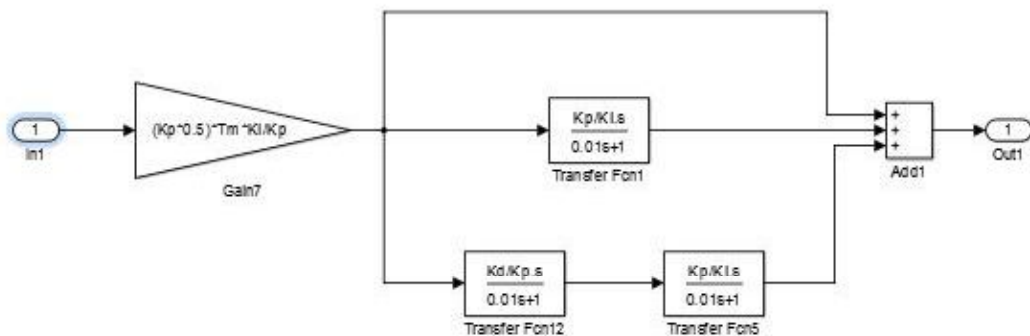 1
In1
(Kp^0.5)*Tm*KI/Kp
Gain7
Kp/KI.s
0.01s+1
Transfer Fcn1
Kd/Kp.s
0.01s+1
Transfer Fcn12
Kp/KI.s
0.01s+1
Transfer Fcn5
+
+
+
Add1
1
Out1